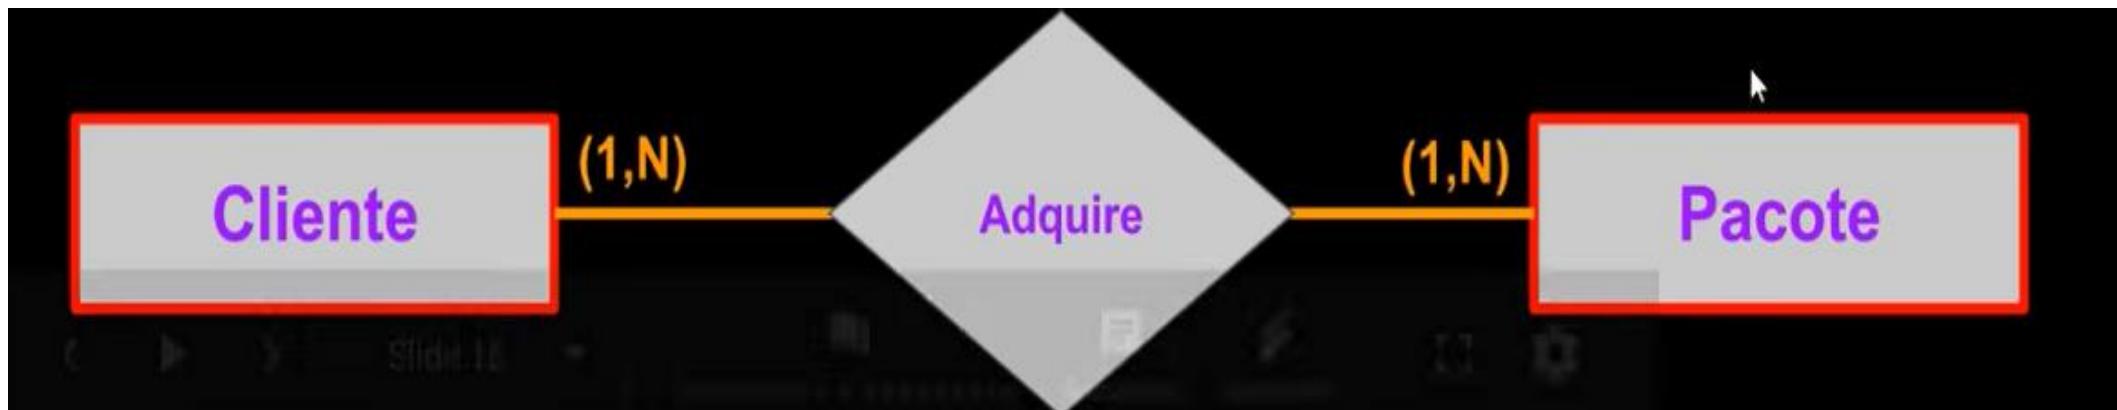 (1,N)
(1,N)
Cliente
Adquire
Pacote